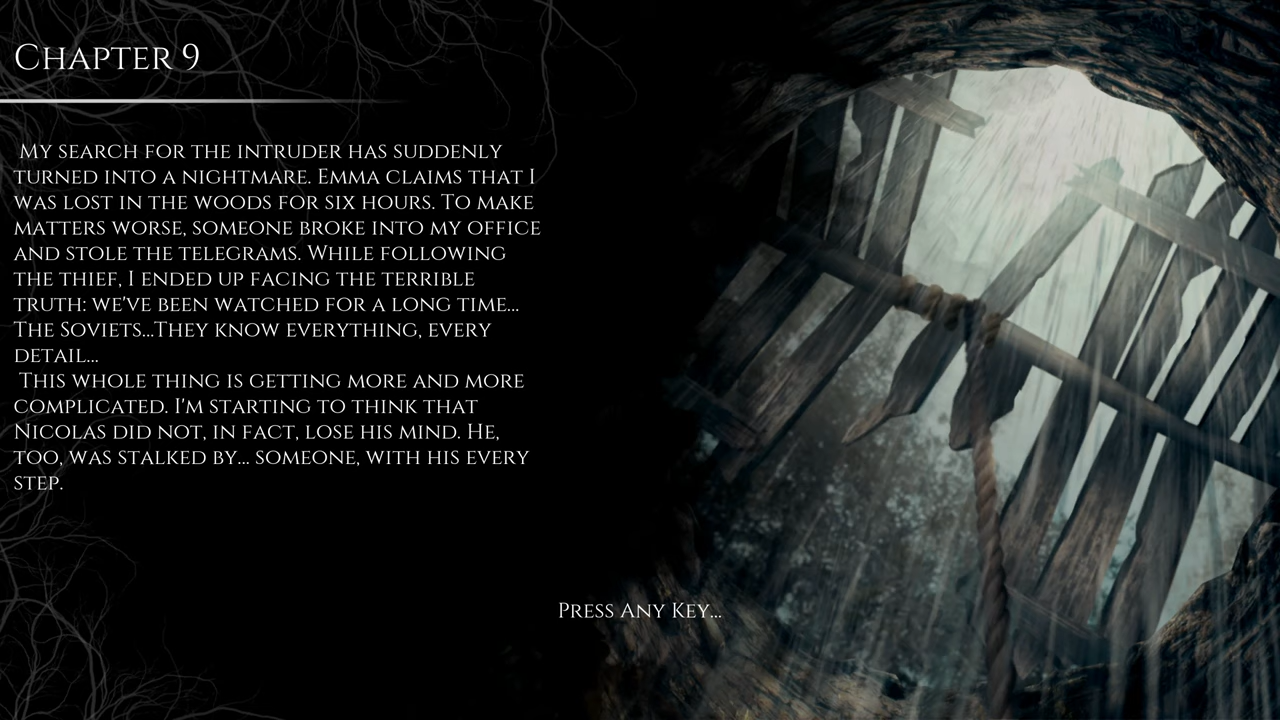 Chapter 9
My search for the intruder has suddenly
turned into a nightmare. Emma claims that I
was lost in the woods for six hours. To make
matters worse, someone broke into my office
and stole the telegrams. While following
the thief, I ended up facing the terrible
truth: we've been watched for a long time...
The Soviets...They know everything, every
detail...
This whole thing is getting more and more
complicated. I'm starting to think that
Nicolas did not, in fact, lose his mind. He,
too, was stalked by... someone, with his every
step.
Press Any Key...